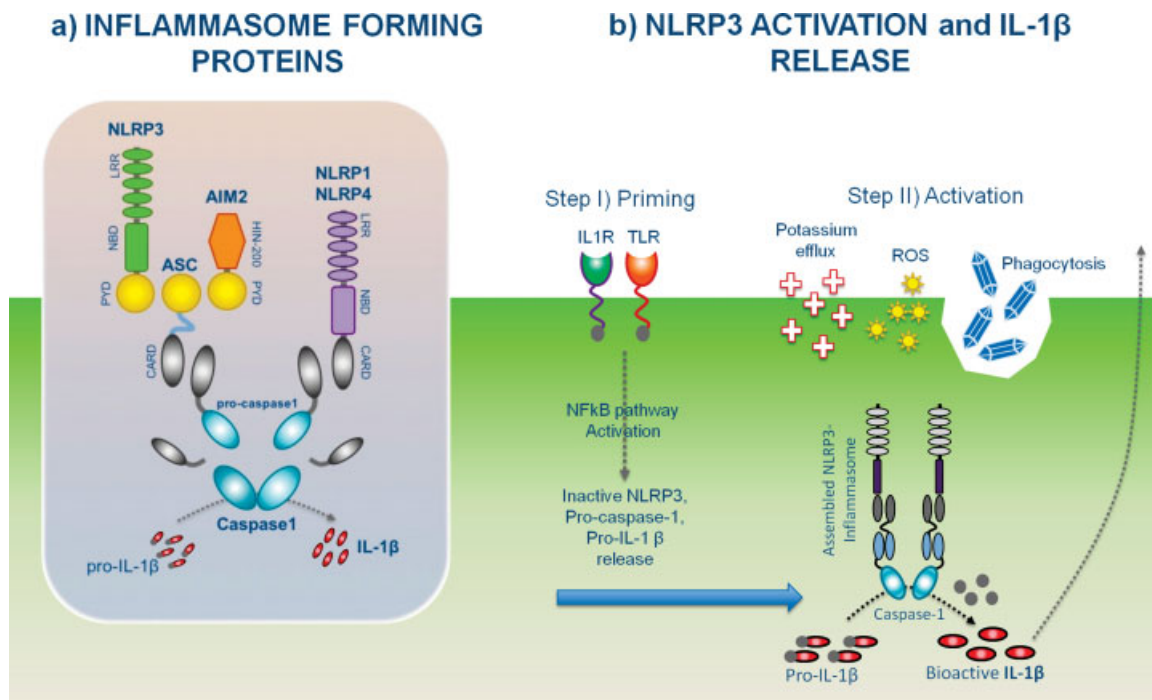 a) INFLAMMASOME FORMING
PROTEINS
NLRP3
LRR
NBD
PYD
ASC
AIM2
HIN-200
PYD
NLRP1
NLRP4
LRR
NBD
CARD
CARD
pro-caspase1
Caspase1
pro-IL-1β
IL-1β
b) NLRP3 ACTIVATION and IL-1β
RELEASE
Step I) Priming
IL1R
TLR
NFkB pathway
Activation
Inactive NLRP3,
Pro-caspase-1,
Pro-IL-1 β
release
Step II) Activation
Potassium
efflux
ROS
Phagocytosis
Assembled NLRP3-
Inflammasome
Caspase-1
Pro-IL-1β
Bioactive IL-1β